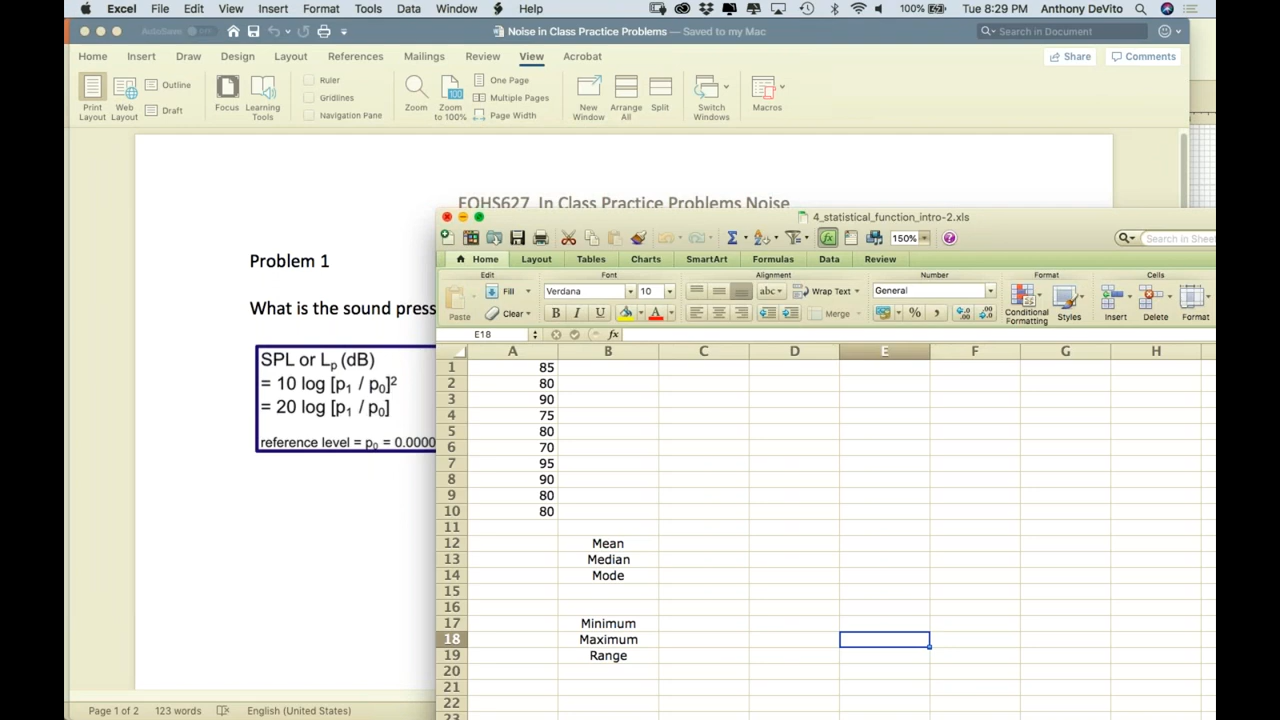 Excel File Edit View Insert Format Tools Data Window Help 100% Tue 8:29 PM Anthony DeVito
AutoSave Noise in Class Practice Problems — Saved to my Mac Search in Document
Home Insert Draw Design Layout References Mailings Review View Acrobat Share Comments
Print Layout
Web Layout
Outline
Draft
Focus
Learning Tools
Ruler
Gridlines
Navigation Pane
Zoom
Zoom to 100%
100
One Page
Multiple Pages
Page Width
New Window
Arrange All
Split
Switch Windows
Macros
EOHS627 In Class Practice Problems Noise
Problem 1
What is the sound press
SPL or Lp (dB)
= 10 log [p1 / p0]²
= 20 log [p1 / p0]
reference level = p0 = 0.0000
Page 1 of 2 123 words English (United States)
4_statistical_function_intro-2.xls
fx 150% Search in Sheet
Home Layout Tables Charts SmartArt Formulas Data Review
Edit Font Alignment Number Format Cells
Paste Fill Verdana 10 abc Wrap Text General
Clear B I U A Merge %
Conditional Formatting
Styles
Insert
Delete
Format
E18 fx
A B C D E F G H
1 85
2 80
3 90
4 75
5 80
6 70
7 95
8 90
9 80
10 80
11
12 Mean
13 Median
14 Mode
15
16
17 Minimum
18 Maximum
19 Range
20
21
22
23